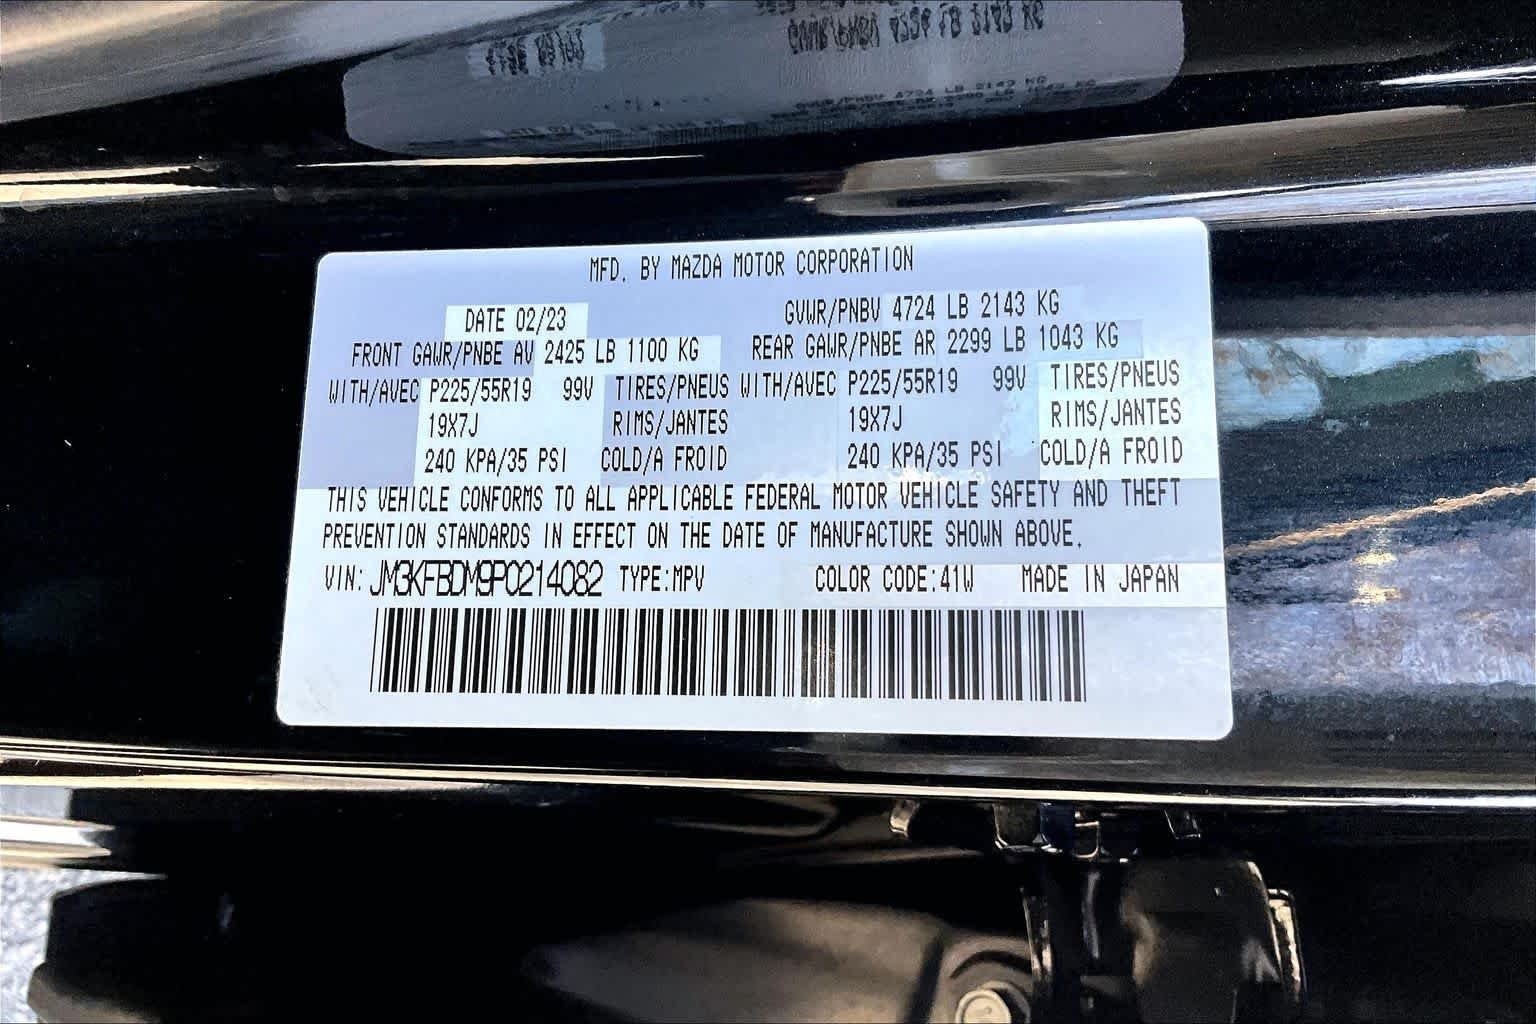 MFD. BY MAZDA MOTOR CORPORATION
DATE 02/23 GVWR/PNBV 4724 LB 2143 KG
FRONT GAWR/PNBE AV 2425 LB 1100 KG REAR GAWR/PNBE AR 2299 LB 1043 KG
WITH/AVEC P225/55R19 99V TIRES/PNEUS WITH/AVEC P225/55R19 99V TIRES/PNEUS
19X7J RIMS/JANTES 19X7J RIMS/JANTES
240 KPA/35 PSI COLD/A FROID 240 KPA/35 PSI COLD/A FROID
THIS VEHICLE CONFORMS TO ALL APPLICABLE FEDERAL MOTOR VEHICLE SAFETY AND THEFT
PREVENTION STANDARDS IN EFFECT ON THE DATE OF MANUFACTURE SHOWN ABOVE.
VIN: JM3KFBDM9P0214082 TYPE:MPV COLOR CODE:41W MADE IN JAPAN